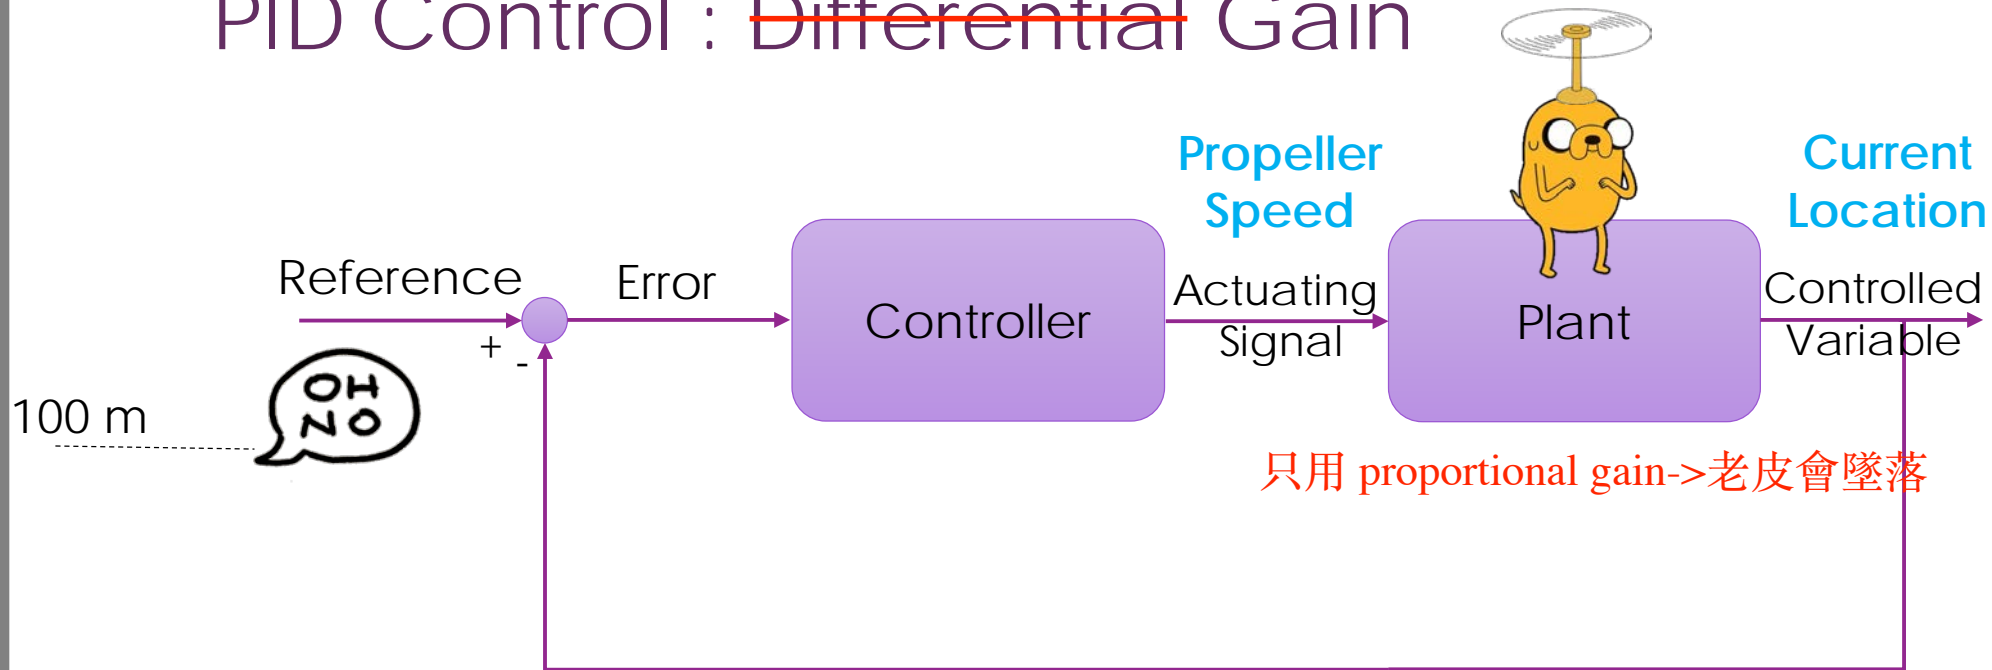 PID Control : Differential Gain
Propeller
Speed
Current
Location
Reference
Error
Controller
Actuating
Signal
Plant
Controlled
Variable
+
-
100 m
OH
NO
只用 proportional gain->老皮會墜落